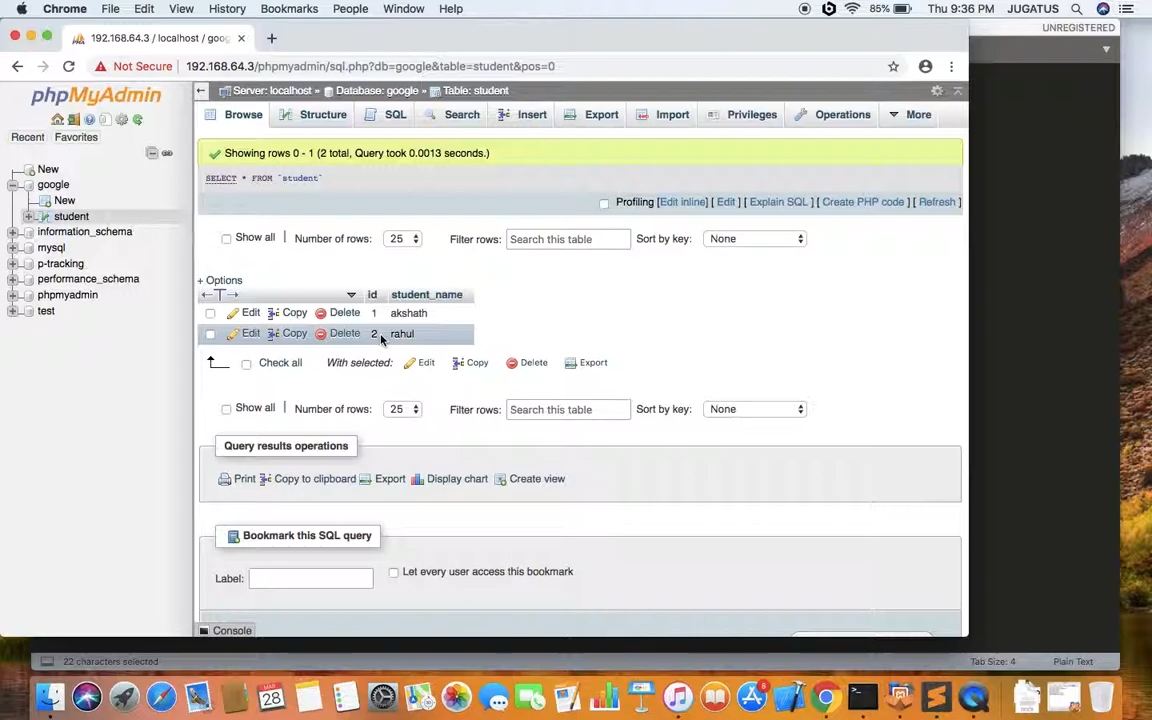 Chrome File Edit View History Bookmarks People Window Help 85% Thu 9:36 PM JUGATUS
192.168.64.3 / localhost / goog
UNREGISTERED
Not Secure 192.168.64.3/phpmyadmin/sql.php?db=google&table=student&pos=0
phpMyAdmin
Recent Favorites
New
google
New
student
information_schema
mysql
p-tracking
performance_schema
phpmyadmin
test
Server: localhost » Database: google » Table: student
Browse Structure SQL Search Insert Export Import Privileges Operations More
Showing rows 0 - 1 (2 total, Query took 0.0013 seconds.)
SELECT * FROM `student`
Profiling [Edit inline] [ Edit ] [ Explain SQL ] [ Create PHP code ] [ Refresh ]
Show all Number of rows: 25 Filter rows: Search this table Sort by key: None
+ Options
←T→ id student_name
Edit Copy Delete 1 akshath
Edit Copy Delete 2 rahul
Check all With selected: Edit Copy Delete Export
Show all Number of rows: 25 Filter rows: Search this table Sort by key: None
Query results operations
Print Copy to clipboard Export Display chart Create view
Bookmark this SQL query
Label: Let every user access this bookmark
Console
22 characters selected Tab Size: 4 Plain Text
MAR
28
6